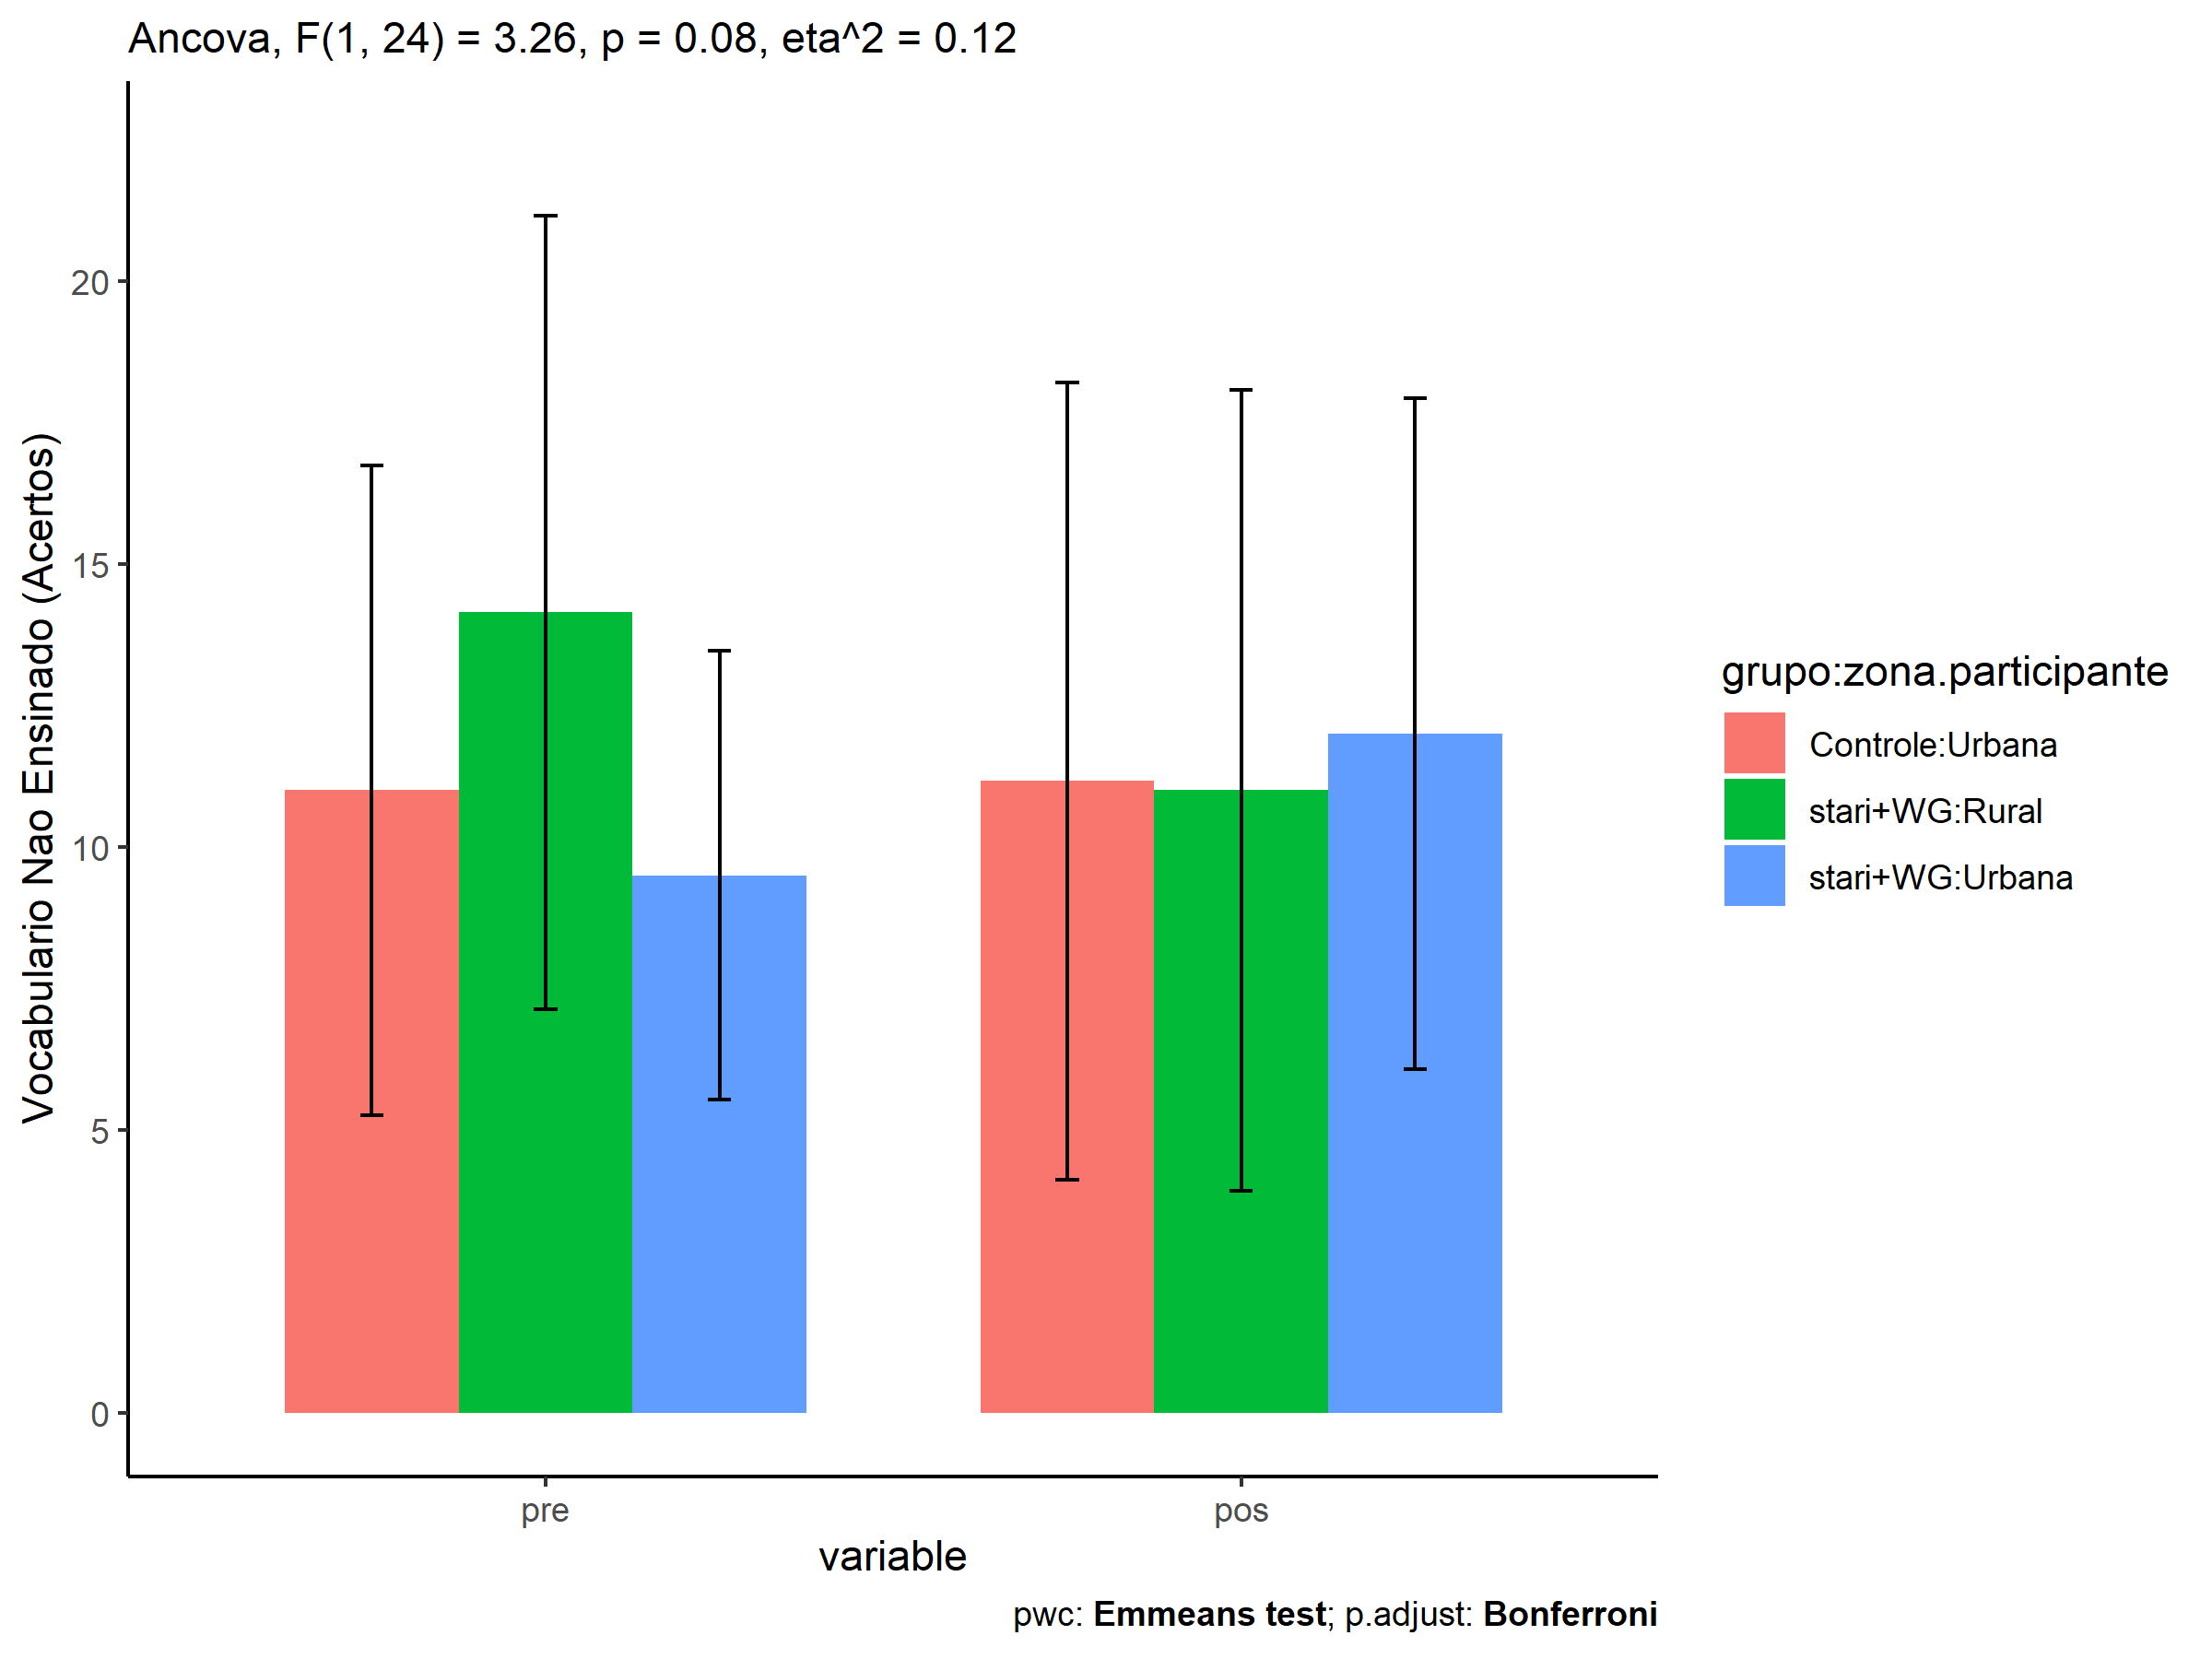 Ancova, F(1, 24) = 3.26, p = 0.08, eta^2 = 0.12
Vocabulario Nao Ensinado (Acertos)
20
15
10
5
0
pre
pos
variable
grupo:zona.participante
Controle:Urbana
stari+WG:Rural
stari+WG:Urbana
pwc: Emmeans test; p.adjust: Bonferroni